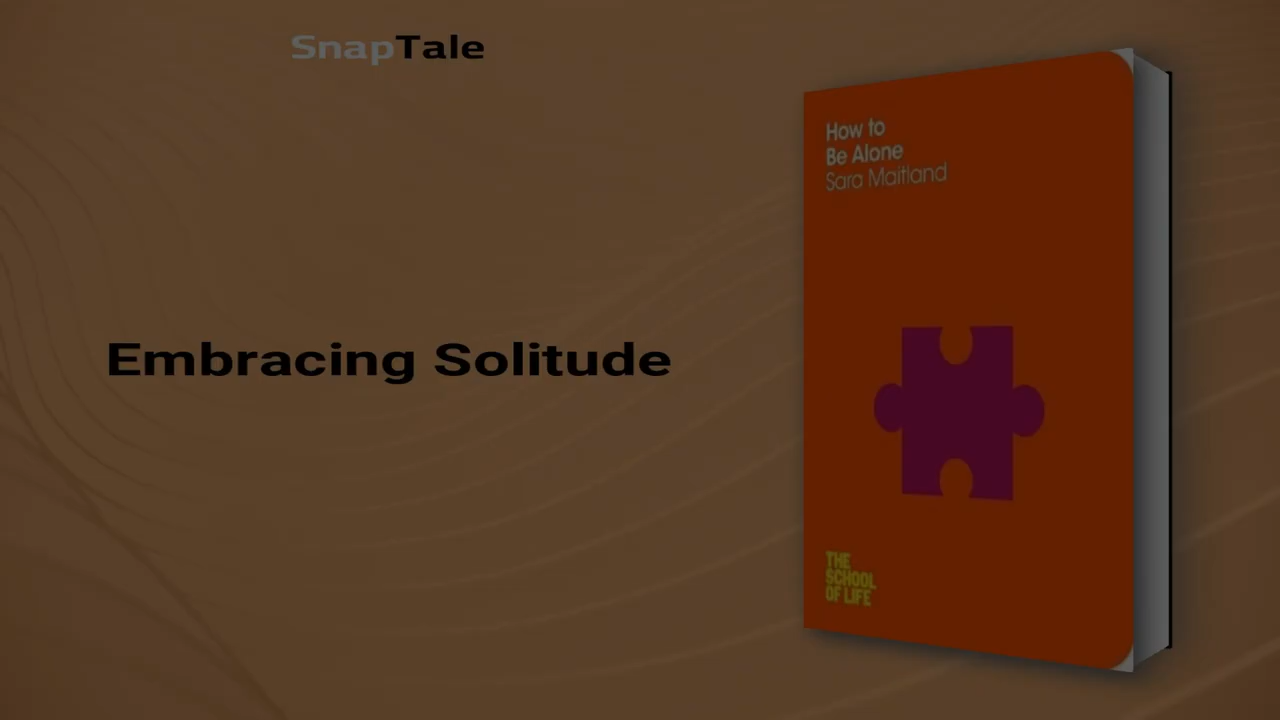 SnapTale
Embracing Solitude
How to
Be Alone
Sara Maitland
THE
SCHOOL
OF LIFE